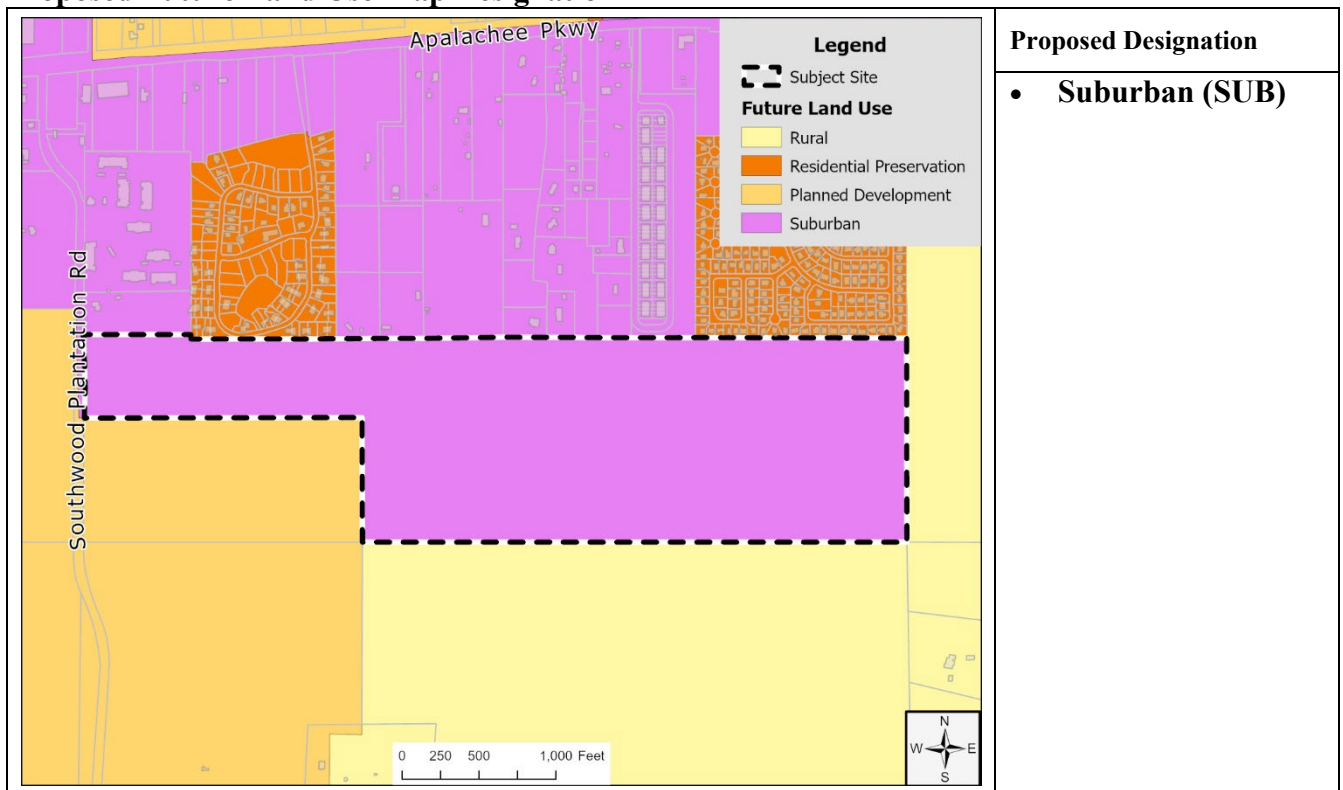 Apalachee Pkwy
Southwood Plantation Rd
Legend
Subject Site
Future Land Use
Rural
Residential Preservation
Planned Development
Suburban
0 250 500 1,000 Feet
N
W E
S
Proposed Designation
• Suburban (SUB)